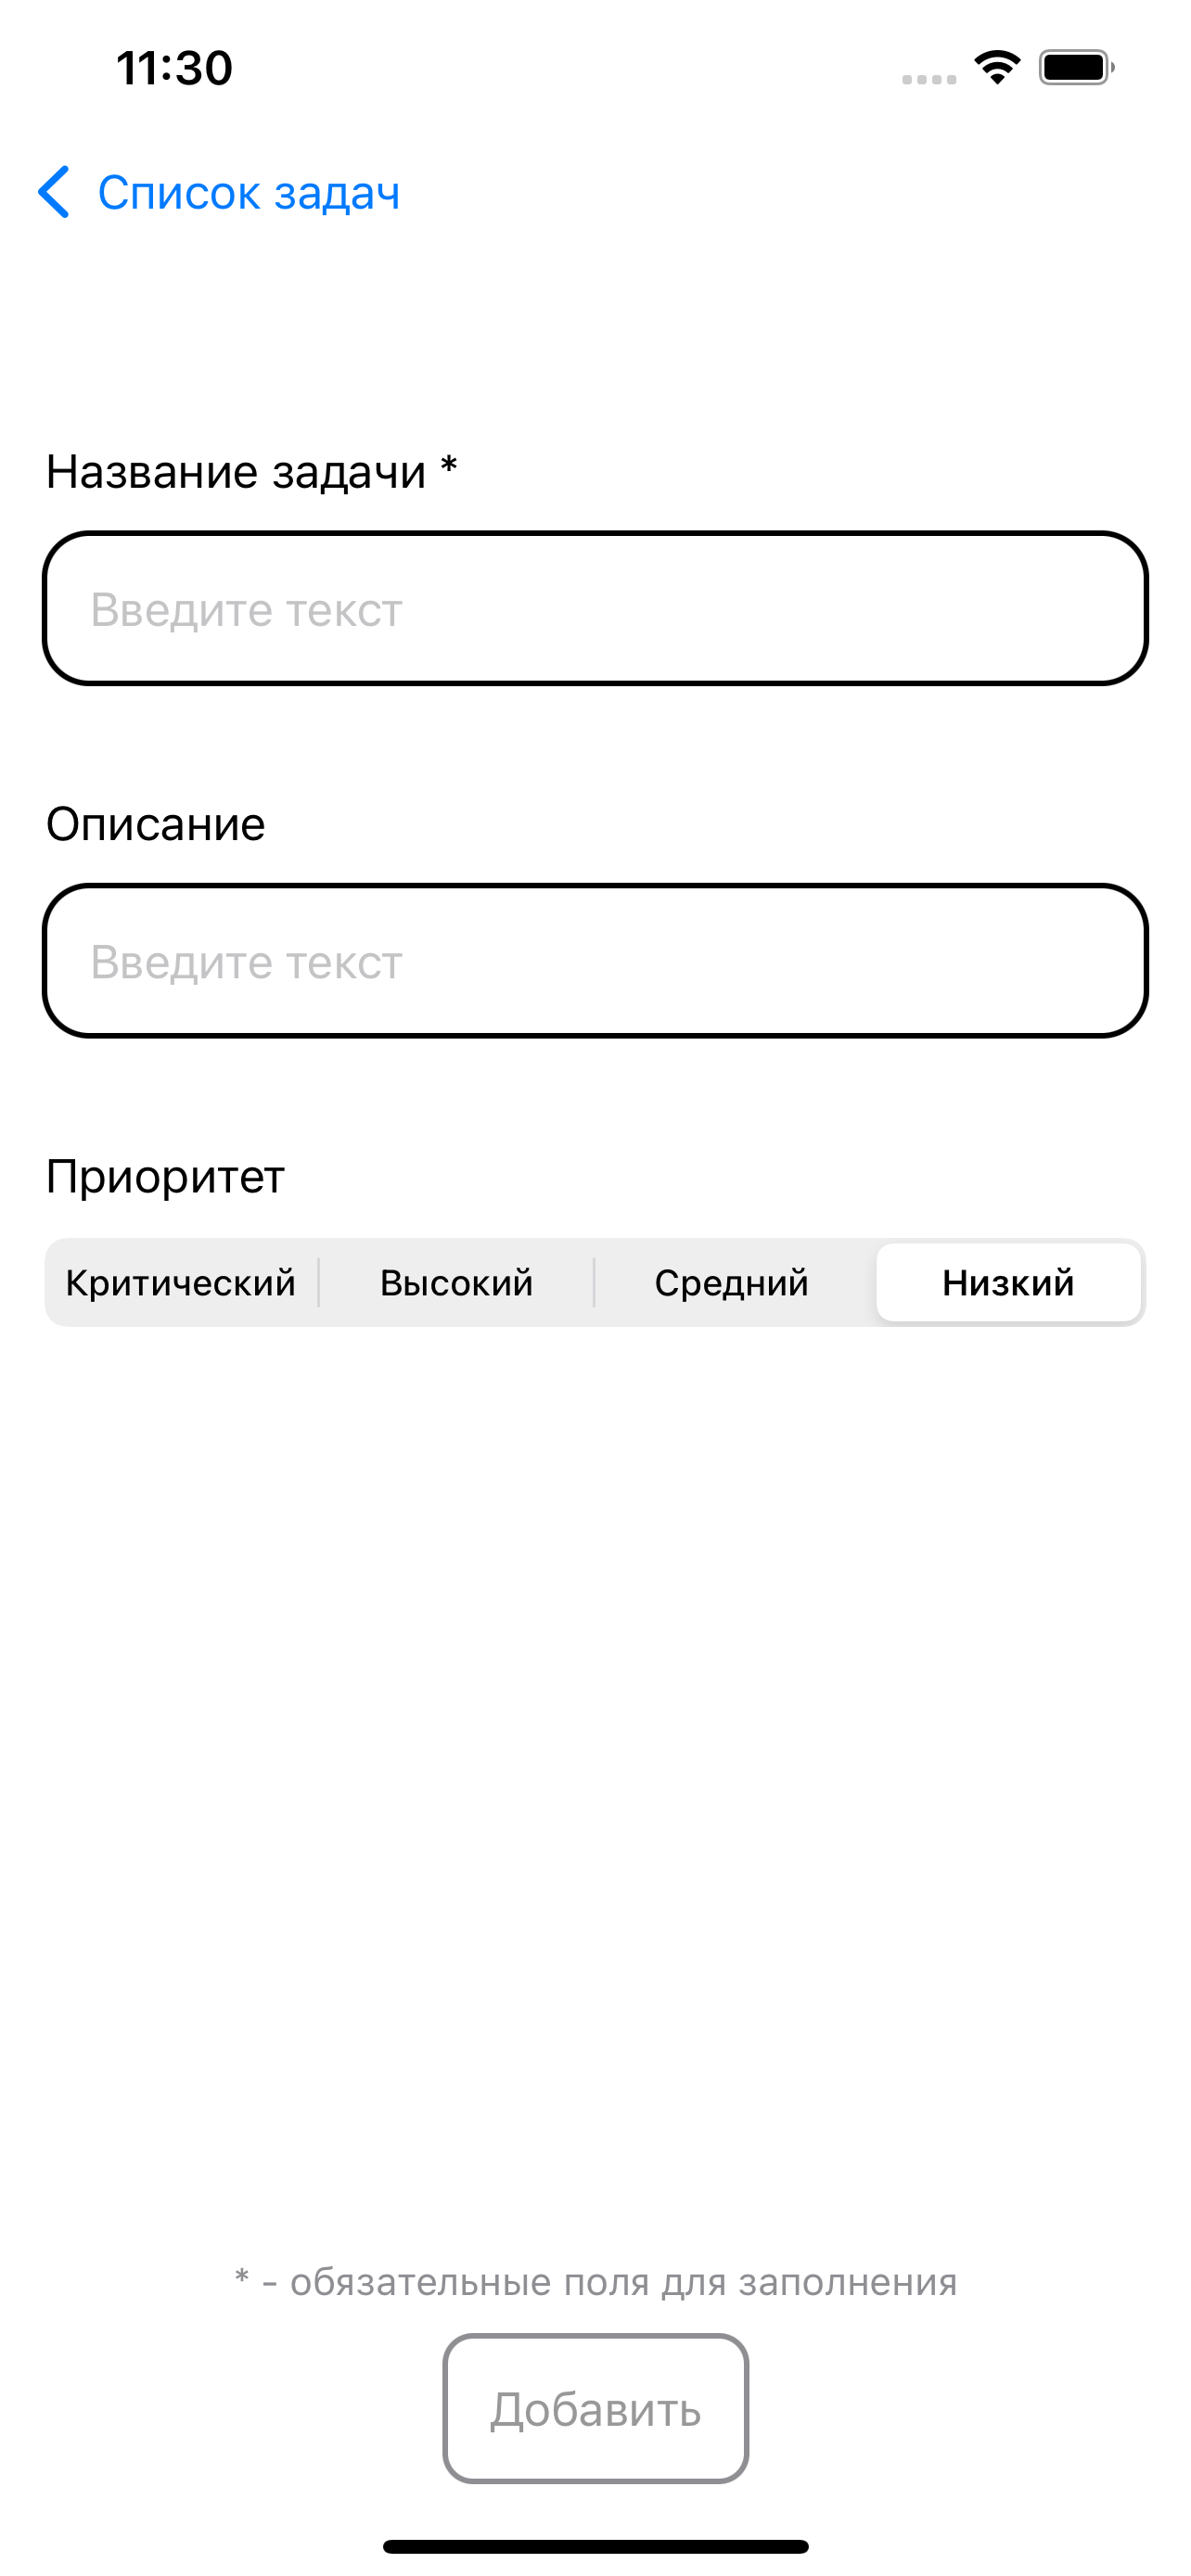 11:30
Список задач
Название задачи *
Введите текст
Описание
Введите текст
Приоритет
Критический Высокий Средний Низкий
* - обязательные поля для заполнения
Добавить